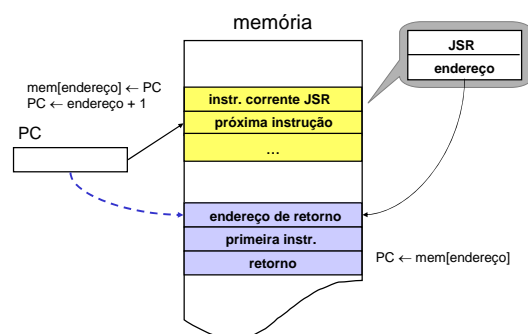 memória
JSR
endereço
mem[endereço] ← PC
PC ← endereço + 1
instr. corrente JSR
próxima instrução
...
PC
endereço de retorno
primeira instr.
retorno
PC ← mem[endereço]